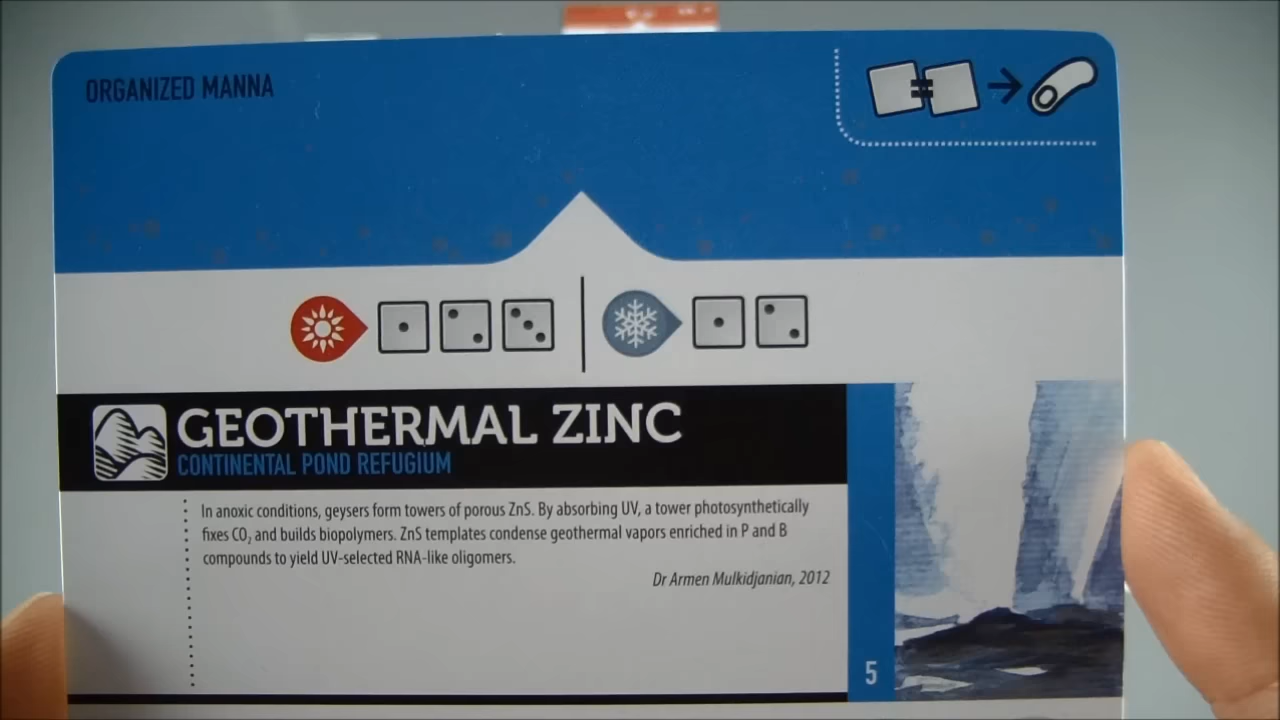 ORGANIZED MANNA
GEOTHERMAL ZINC
CONTINENTAL POND REFUGIUM
In anoxic conditions, geysers form towers of porous ZnS. By absorbing UV, a tower photosynthetically
fixes CO₂ and builds biopolymers. ZnS templates condense geothermal vapors enriched in P and B
compounds to yield UV-selected RNA-like oligomers.
Dr Armen Mulkidjanian, 2012
5